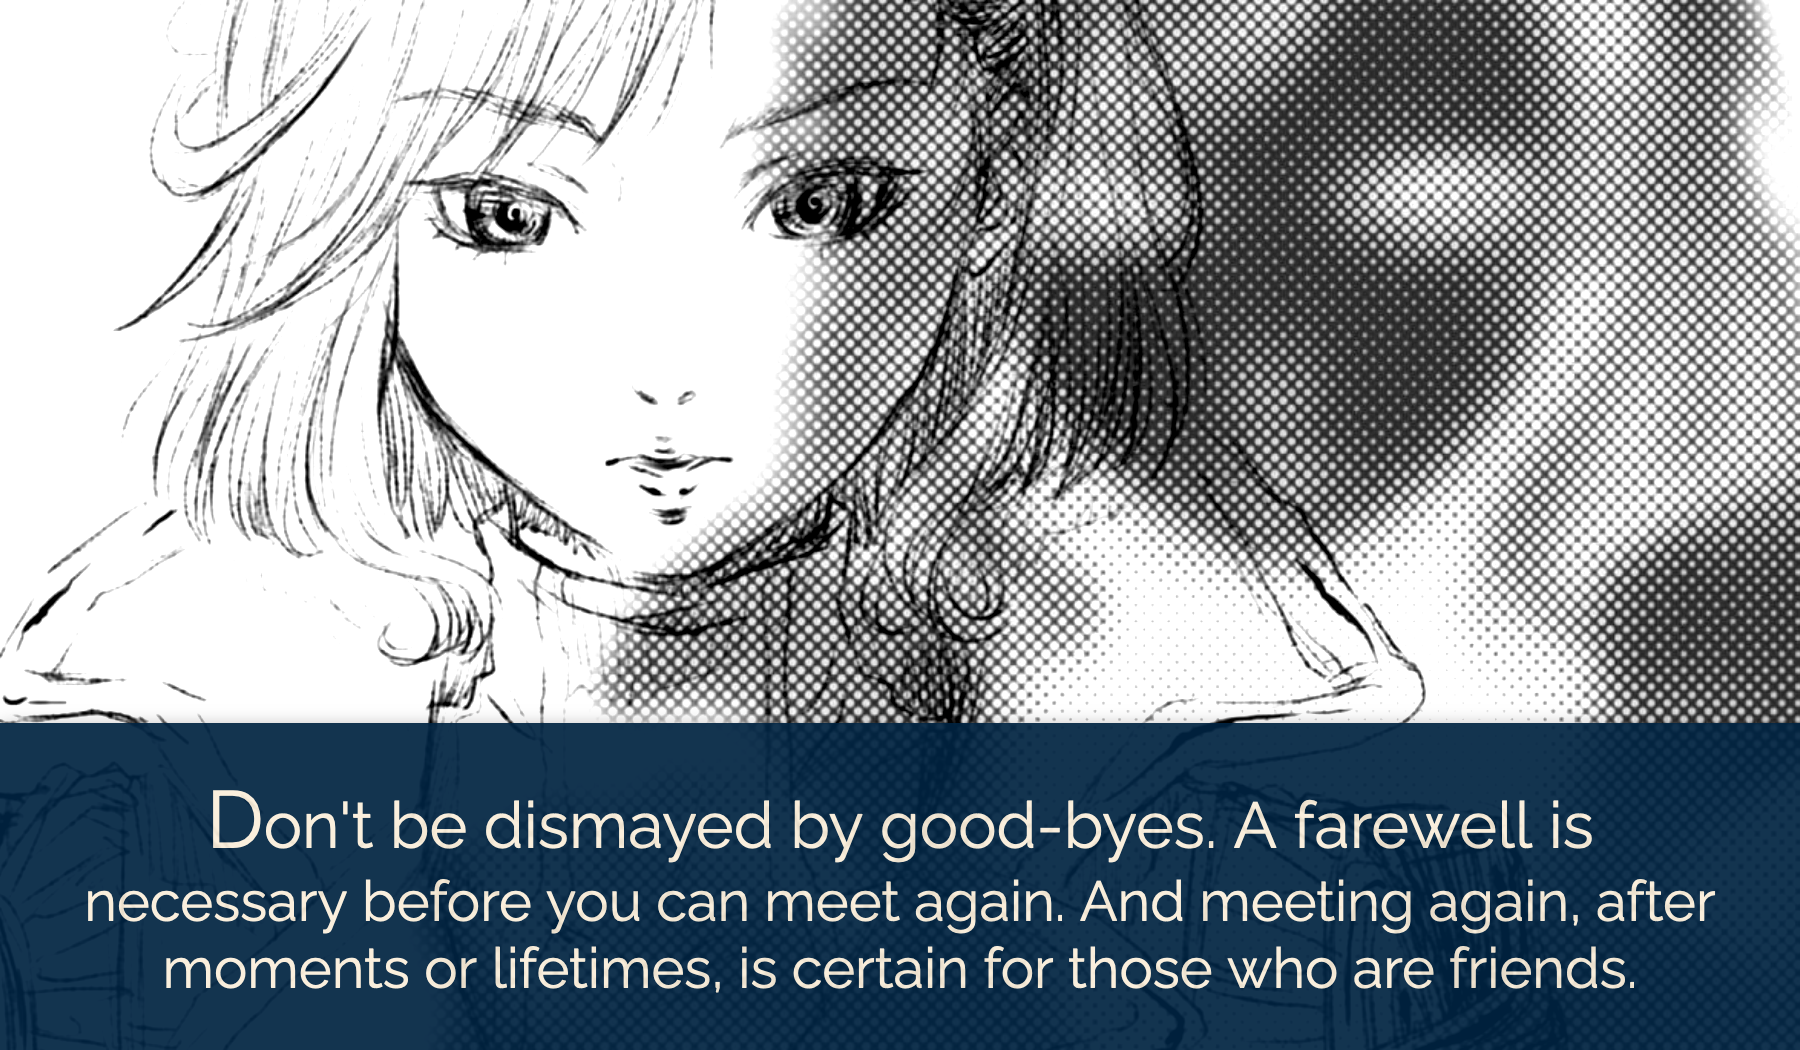 Don't be dismayed by good-byes. A farewell is
necessary before you can meet again. And meeting again, after
moments or lifetimes, is certain for those who are friends.